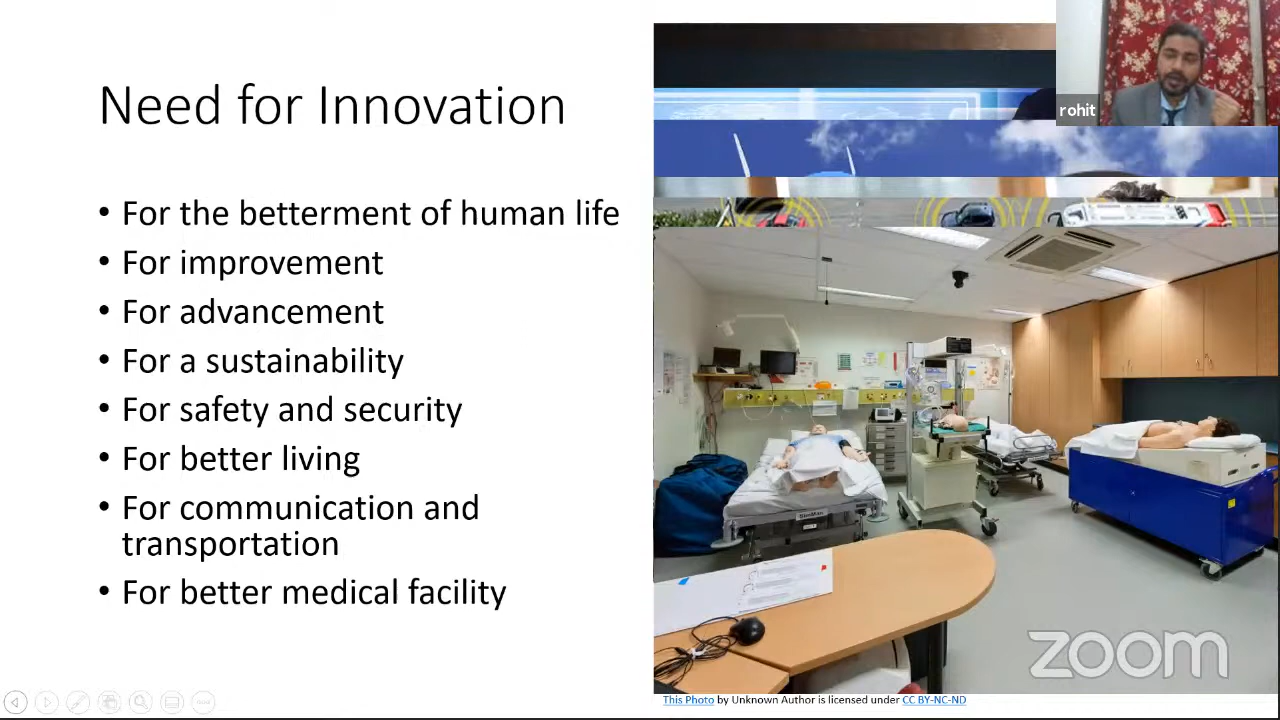 Need for Innovation
• For the betterment of human life
• For improvement
• For advancement
• For a sustainability
• For safety and security
• For better living
• For communication and
transportation
• For better medical facility
rohit
SimMan
zoom
This Photo by Unknown Author is licensed under CC BY-NC-ND